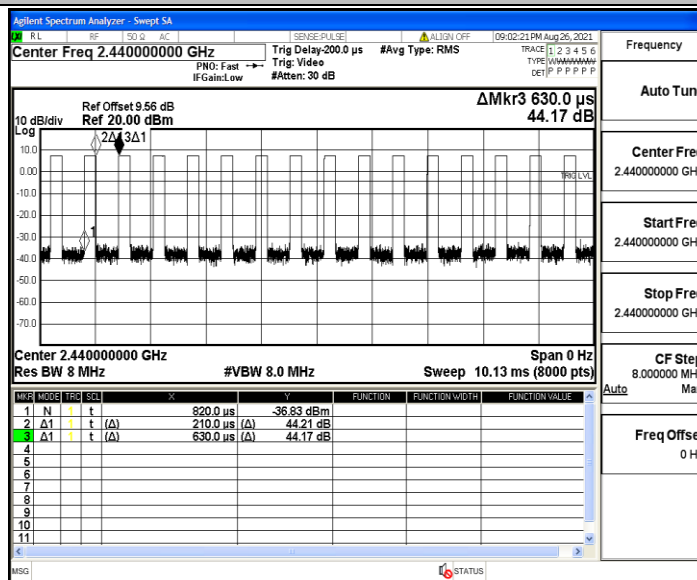 Agilent Spectrum Analyzer - Swept SA
RL RF 50 Ω AC SENSE:PULSE ALIGN OFF 09:02:21 PM Aug 26, 2021
Center Freq 2.440000000 GHz
PNO: Fast
IFGain:Low
Trig Delay-200.0 µs
Trig: Video
#Atten: 30 dB
#Avg Type: RMS
TRACE 1 2 3 4 5 6
TYPE
DET P P P P P P
Frequency
Auto Tun
Center Fre
2.440000000 GH
Start Fre
2.440000000 GH
Stop Fre
2.440000000 GH
CF Ste
8.000000 MH
Auto Ma
Freq Offse
0 H
ΔMkr3 630.0 µs
44.17 dB
Ref Offset 9.56 dB
10 dB/div Ref 20.00 dBm
Log
2Δ1 3Δ1
10.0
0.00
TRIG LVL
-10.0
-20.0
-30.0
1
-40.0
-50.0
-60.0
-70.0
Center 2.440000000 GHz Span 0 Hz
Res BW 8 MHz #VBW 8.0 MHz Sweep 10.13 ms (8000 pts)
MKR MODE TRC SCL X Y FUNCTION FUNCTION WIDTH FUNCTION VALUE
1 N 1 t 820.0 µs -36.83 dBm
2 Δ1 1 t (Δ) 210.0 µs (Δ) 44.21 dB
3 Δ1 1 t (Δ) 630.0 µs (Δ) 44.17 dB
4
5
6
7
8
9
10
11
MSG STATUS